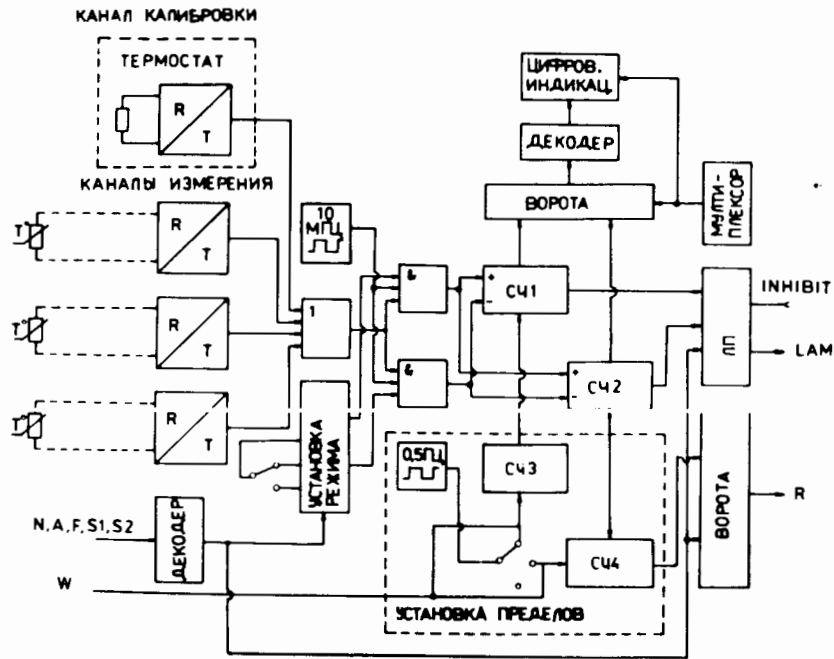 КАНАЛ КАЛИБРОВКИ
ТЕРМОСТАТ
R
T
ЦИФРОВ.
ИНДИКАЦ.
ДЕКОДЕР
ВОРОТА
МУЛТИ-
ПЛЕКСОР
КАНАЛЫ ИЗМЕРЕНИЯ
T°
R
T
10
МГЦ
&
+
-
СЧ1
INHIBIT
T°
R
T
1
ЛП
LAM
&
+
-
СЧ2
T°
R
T
УСТАНОВКА
РЕЖИМА
0,5ГЦ
СЧ3
ВОРОТА
R
N,A,F,S1,S2
ДЕКОДЕР
СЧ4
W
УСТАНОВКА ПРЕДЕЛОВ